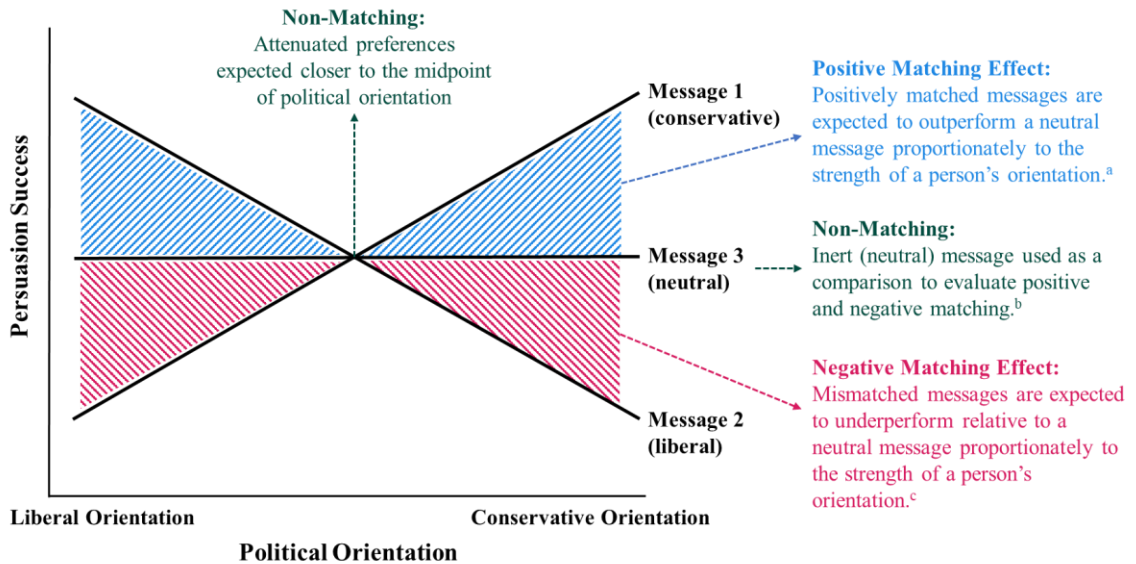 Non-Matching:
Attenuated preferences
expected closer to the midpoint
of political orientation
Persuasion Success
Message 1
(conservative)
Message 3
(neutral)
Message 2
(liberal)
Positive Matching Effect:
Positively matched messages are
expected to outperform a neutral
message proportionately to the
strength of a person's orientation.ᵃ
Non-Matching:
Inert (neutral) message used as a
comparison to evaluate positive
and negative matching.ᵇ
Negative Matching Effect:
Mismatched messages are expected
to underperform relative to a
neutral message proportionately to
the strength of a person's
orientation.ᶜ
Liberal Orientation
Conservative Orientation
Political Orientation